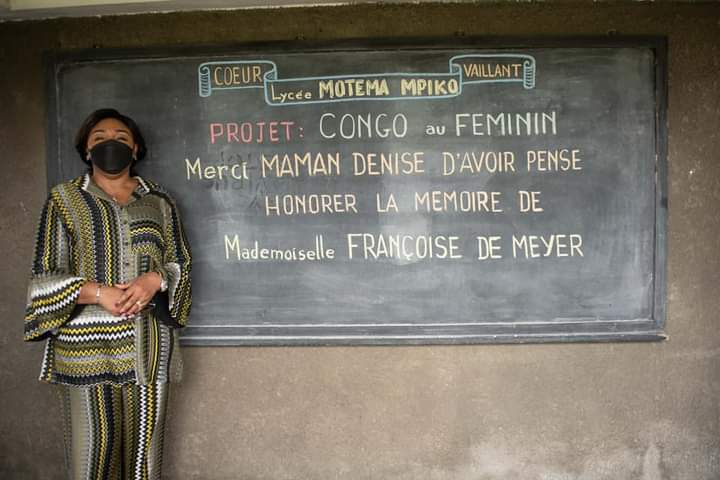 COEUR VAILLANT
Lycée MOTEMA MPIKO
PROJET: CONGO au FEMININ
Merci MAMAN DENISE D'AVOIR PENSE
HONORER LA MEMOIRE DE
Mademoiselle FRANÇOISE DE MEYER